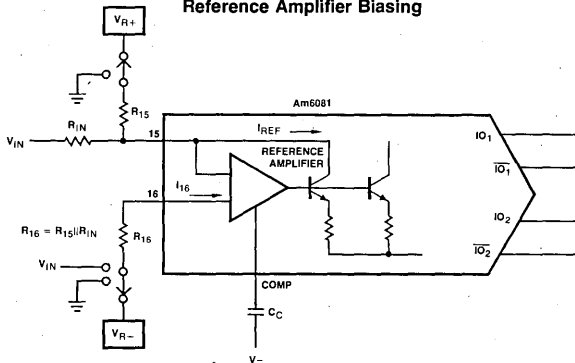 Reference Amplifier Biasing
VR+
R15
Am6081
RIN
VIN
15
IREF
REFERENCE
AMPLIFIER
IO1
IO1
16
I16
R16 = R15||RIN
R16
IO2
VIN
IO2
COMP
CC
VR−
V−